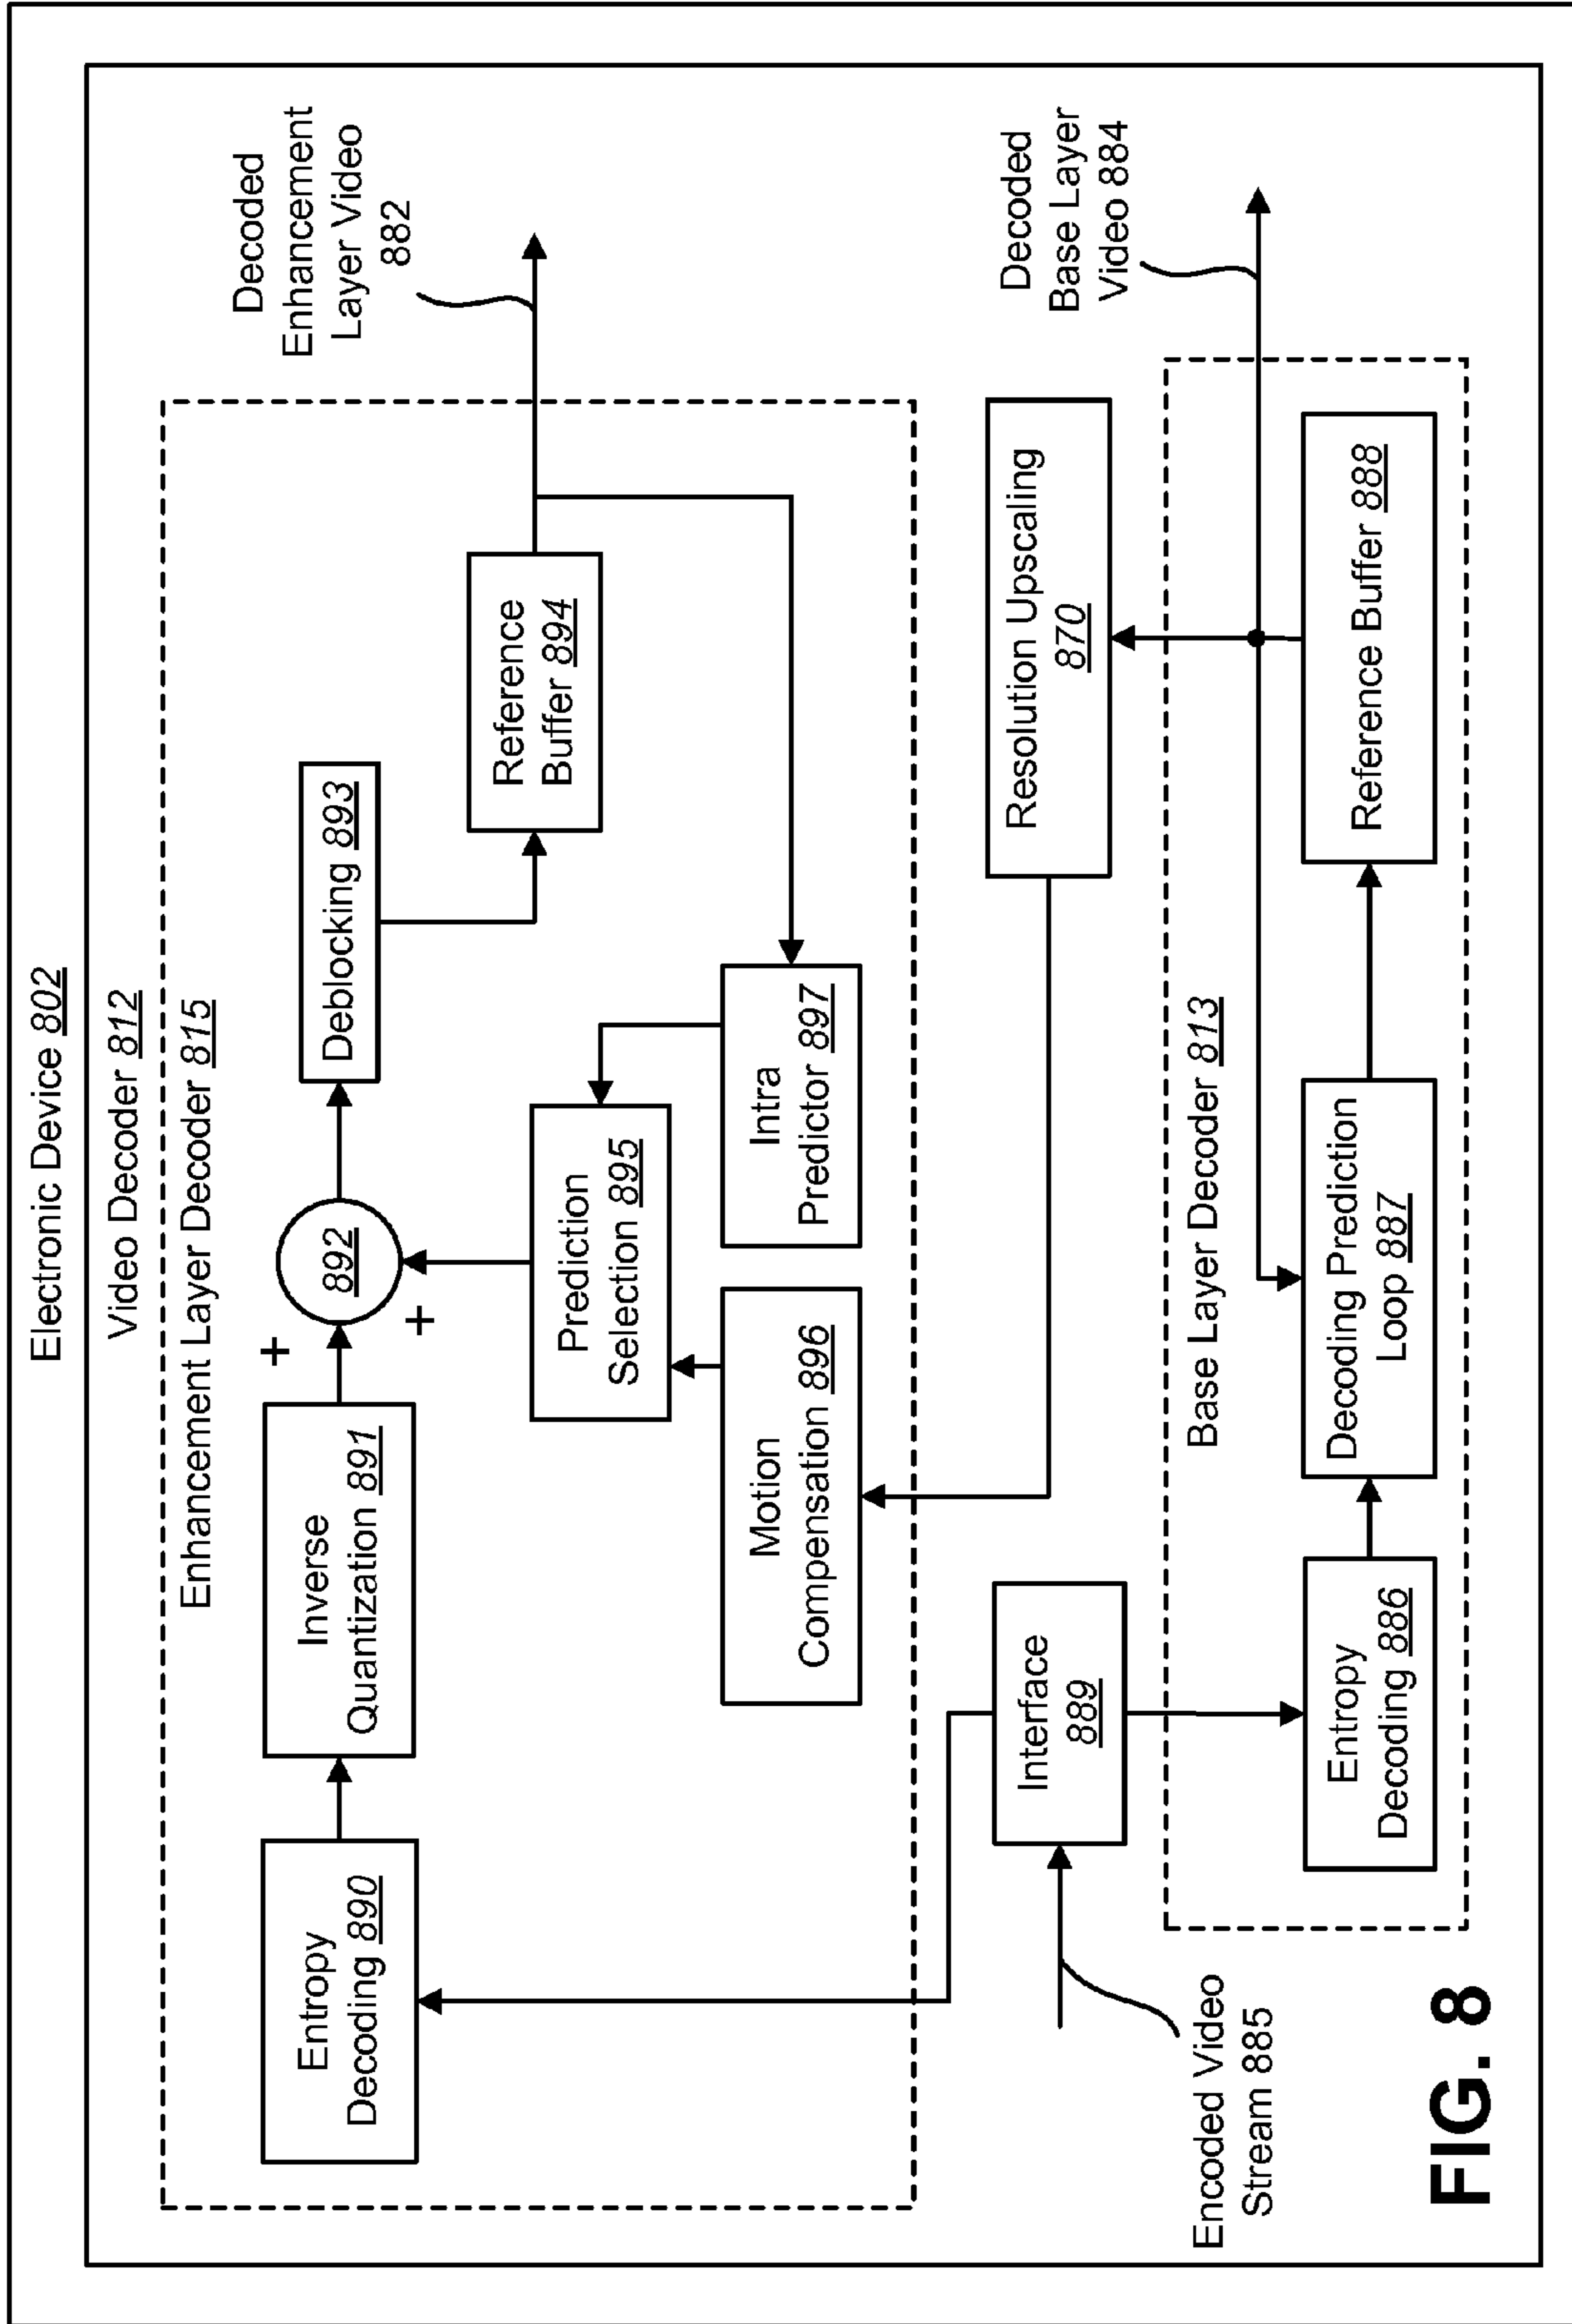 Electronic Device 802
Video Decoder 812
Enhancement Layer Decoder 815
Entropy
Decoding 890
Inverse
Quantization 891
+
+
892
Deblocking 893
Reference
Buffer 894
Decoded
Enhancement
Layer Video
882
Prediction
Selection 895
Motion
Compensation 896
Intra
Predictor 897
Interface
889
Resolution Upscaling
870
Decoded
Base Layer
Video 884
Encoded Video
Stream 885
Base Layer Decoder 813
Entropy
Decoding 886
Decoding Prediction
Loop 887
Reference Buffer 888
FIG. 8